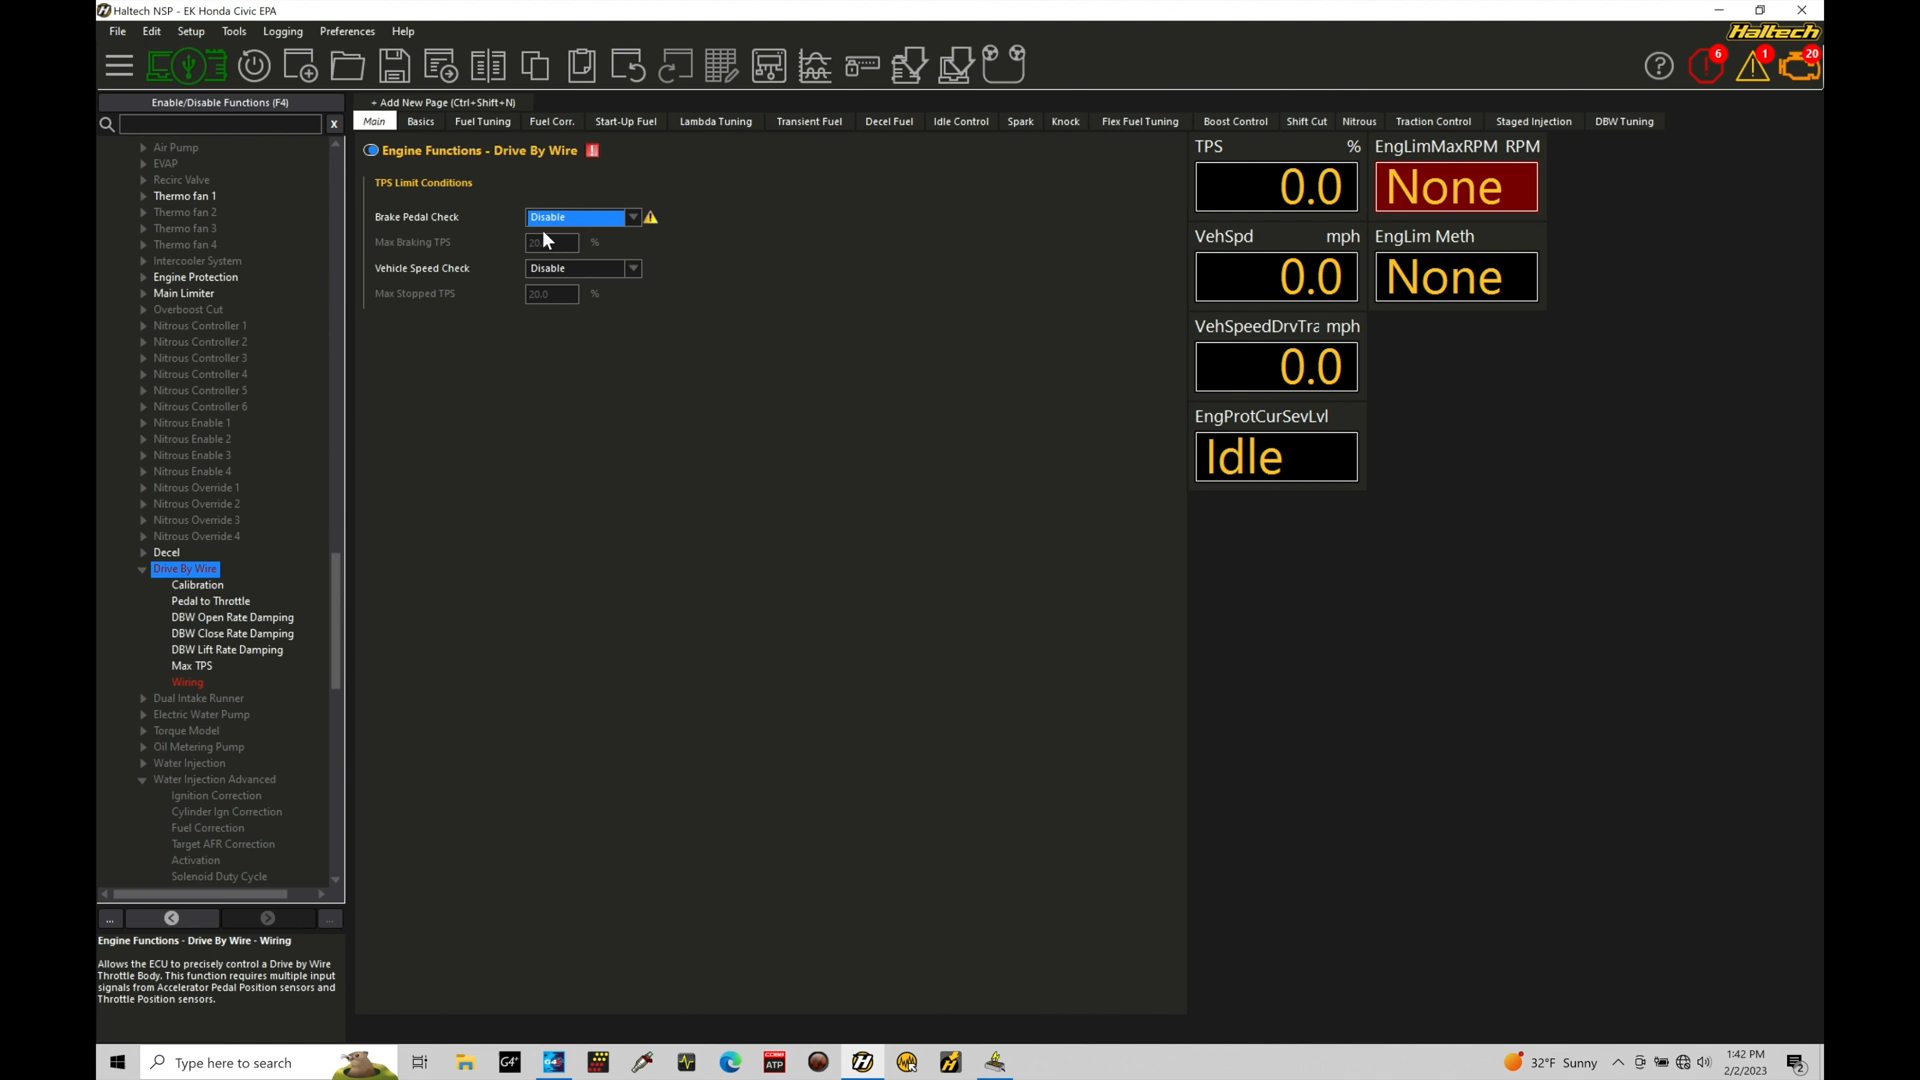 Haltech NSP - EK Honda Civic EPA
File Edit Setup Tools Logging Preferences Help
Haltech
6 1 20
Enable/Disable Functions (F4)
+ Add New Page (Ctrl+Shift+N)
x
Main Basics Fuel Tuning Fuel Corr. Start-Up Fuel Lambda Tuning Transient Fuel Decel Fuel Idle Control Spark Knock Flex Fuel Tuning Boost Control Shift Cut Nitrous Traction Control Staged Injection DBW Tuning
Air Pump
EVAP
Recirc Valve
Thermo fan 1
Thermo fan 2
Thermo fan 3
Thermo fan 4
Intercooler System
Engine Protection
Main Limiter
Overboost Cut
Nitrous Controller 1
Nitrous Controller 2
Nitrous Controller 3
Nitrous Controller 4
Nitrous Controller 5
Nitrous Controller 6
Nitrous Enable 1
Nitrous Enable 2
Nitrous Enable 3
Nitrous Enable 4
Nitrous Override 1
Nitrous Override 2
Nitrous Override 3
Nitrous Override 4
Decel
Drive By Wire
Calibration
Pedal to Throttle
DBW Open Rate Damping
DBW Close Rate Damping
DBW Lift Rate Damping
Max TPS
Wiring
Dual Intake Runner
Electric Water Pump
Torque Model
Oil Metering Pump
Water Injection
Water Injection Advanced
Ignition Correction
Cylinder Ign Correction
Fuel Correction
Target AFR Correction
Activation
Solenoid Duty Cycle
... ...
Engine Functions - Drive By Wire - Wiring
Allows the ECU to precisely control a Drive by Wire
Throttle Body. This function requires multiple input
signals from Accelerator Pedal Position sensors and
Throttle Position sensors.
Engine Functions - Drive By Wire
TPS Limit Conditions
Brake Pedal Check Disable
Max Braking TPS %
Vehicle Speed Check Disable
Max Stopped TPS 20.0 %
TPS %
0.0
EngLimMaxRPM RPM
None
VehSpd mph
0.0
EngLim Meth
None
VehSpeedDrvTra mph
0.0
EngProtCurSevLvl
Idle
Type here to search
G4+
COBB
ATP
32°F Sunny
1:42 PM
2/2/2023
2